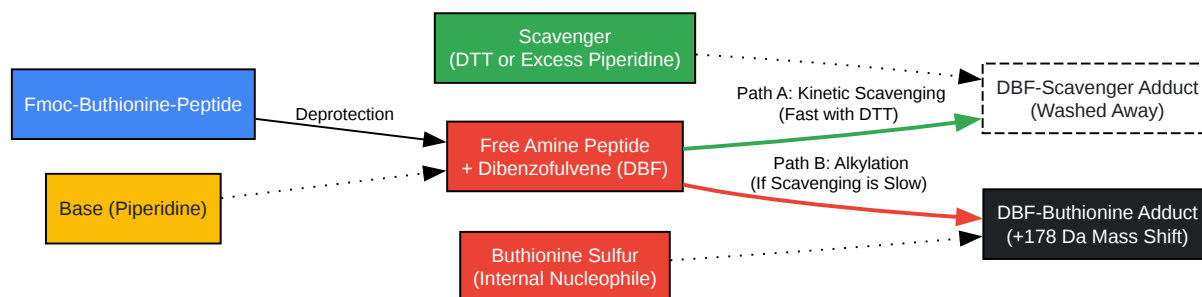 Scavenger
(DTT or Excess Piperidine)
Fmoc-Buthionine-Peptide
Deprotection
Path A: Kinetic Scavenging
(Fast with DTT)
DBF-Scavenger Adduct
(Washed Away)
Free Amine Peptide
+ Dibenzofulvene (DBF)
Path B: Alkylation
(If Scavenging is Slow)
Base (Piperidine)
DBF-Buthionine Adduct
(+178 Da Mass Shift)
Buthionine Sulfur
(Internal Nucleophile)